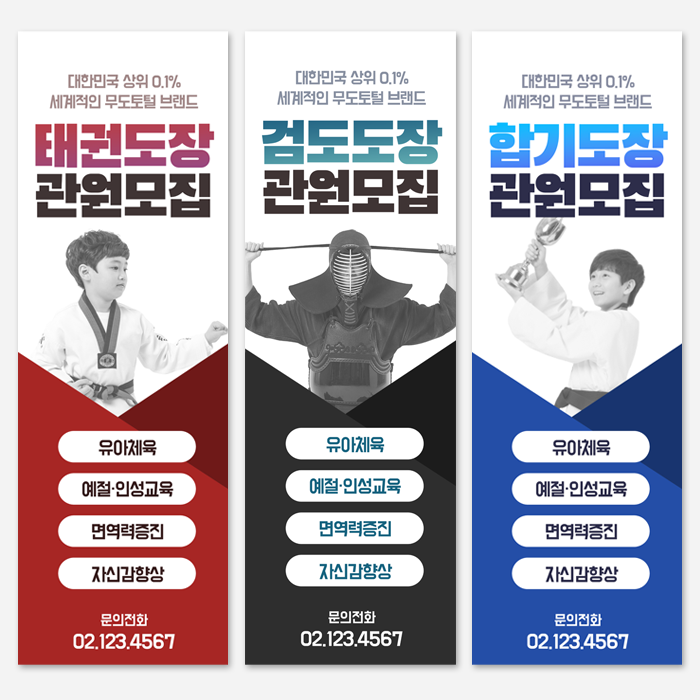 대한민국 상위 0.1%
세계적인 무도토털 브랜드
태권도장
관원모집
유아체육
예절·인성교육
면역력증진
자신감향상
문의전화
02.123.4567
대한민국 상위 0.1%
세계적인 무도토털 브랜드
검도도장
관원모집
유아체육
예절·인성교육
면역력증진
자신감향상
문의전화
02.123.4567
대한민국 상위 0.1%
세계적인 무도토털 브랜드
합기도장
관원모집
유아체육
예절·인성교육
면역력증진
자신감향상
문의전화
02.123.4567